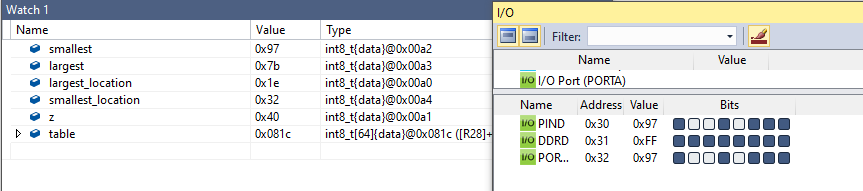 Watch 1
Name Value Type
smallest 0x97 int8_t{data}@0x00a2
largest 0x7b int8_t{data}@0x00a3
largest_location 0x1e int8_t{data}@0x00a0
smallest_location 0x32 int8_t{data}@0x00a4
z 0x40 int8_t{data}@0x00a1
table 0x081c int8_t[64]{data}@0x081c ([R28]+
I/O
Filter:
Name Value
I/O I/O Port (PORTA)
Name Address Value Bits
I/O PIND 0x30 0x97
I/O DDRD 0x31 0xFF
I/O POR... 0x32 0x97